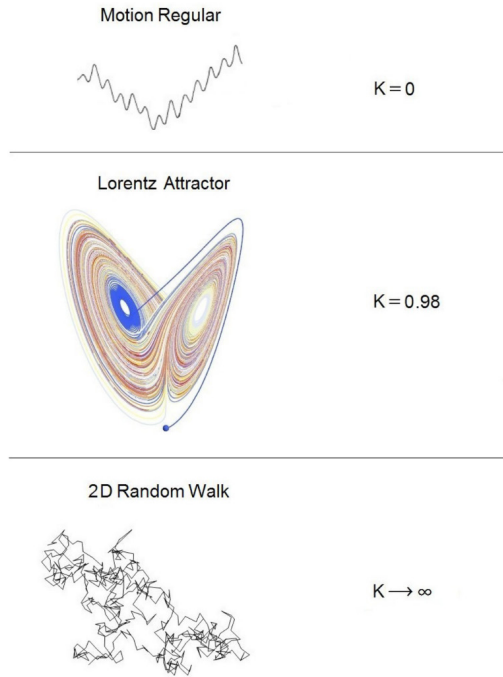 Motion Regular
K = 0
Lorentz Attractor
K = 0.98
2D Random Walk
K ⟶ ∞